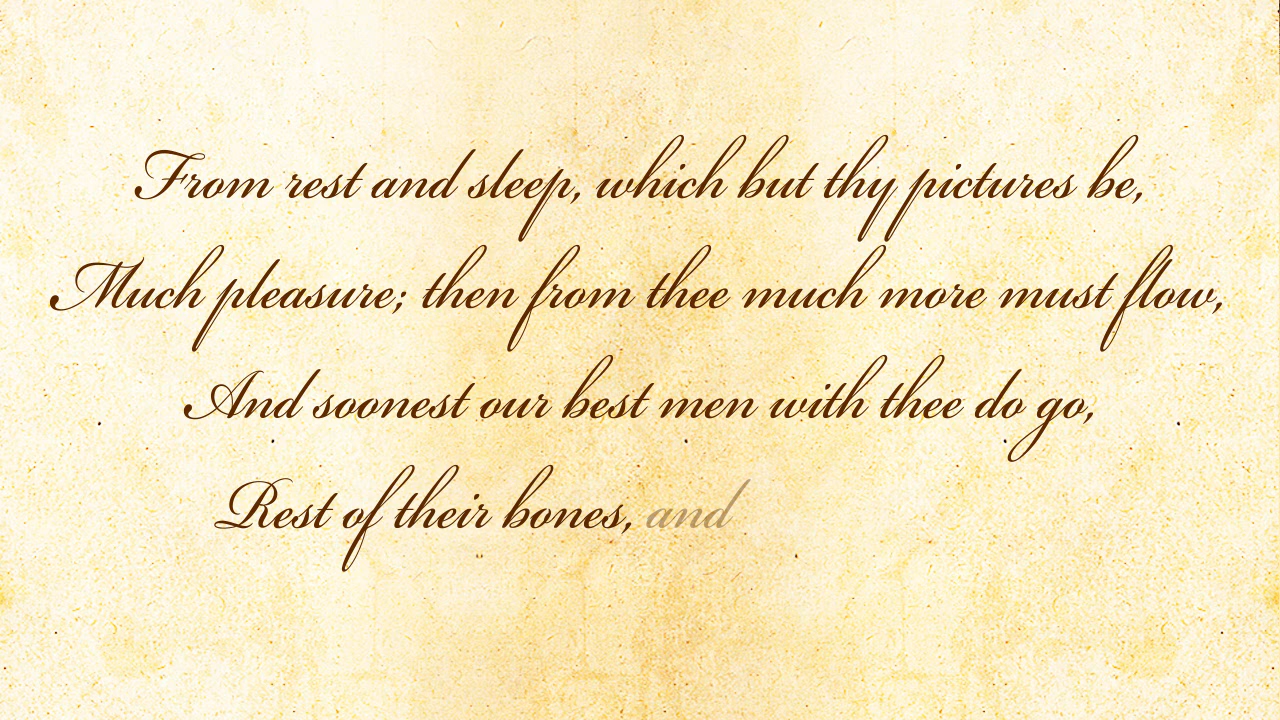 From rest and sleep, which but thy pictures be,
Much pleasure; then from thee much more must flow,
And soonest our best men with thee do go,
Rest of their bones, and